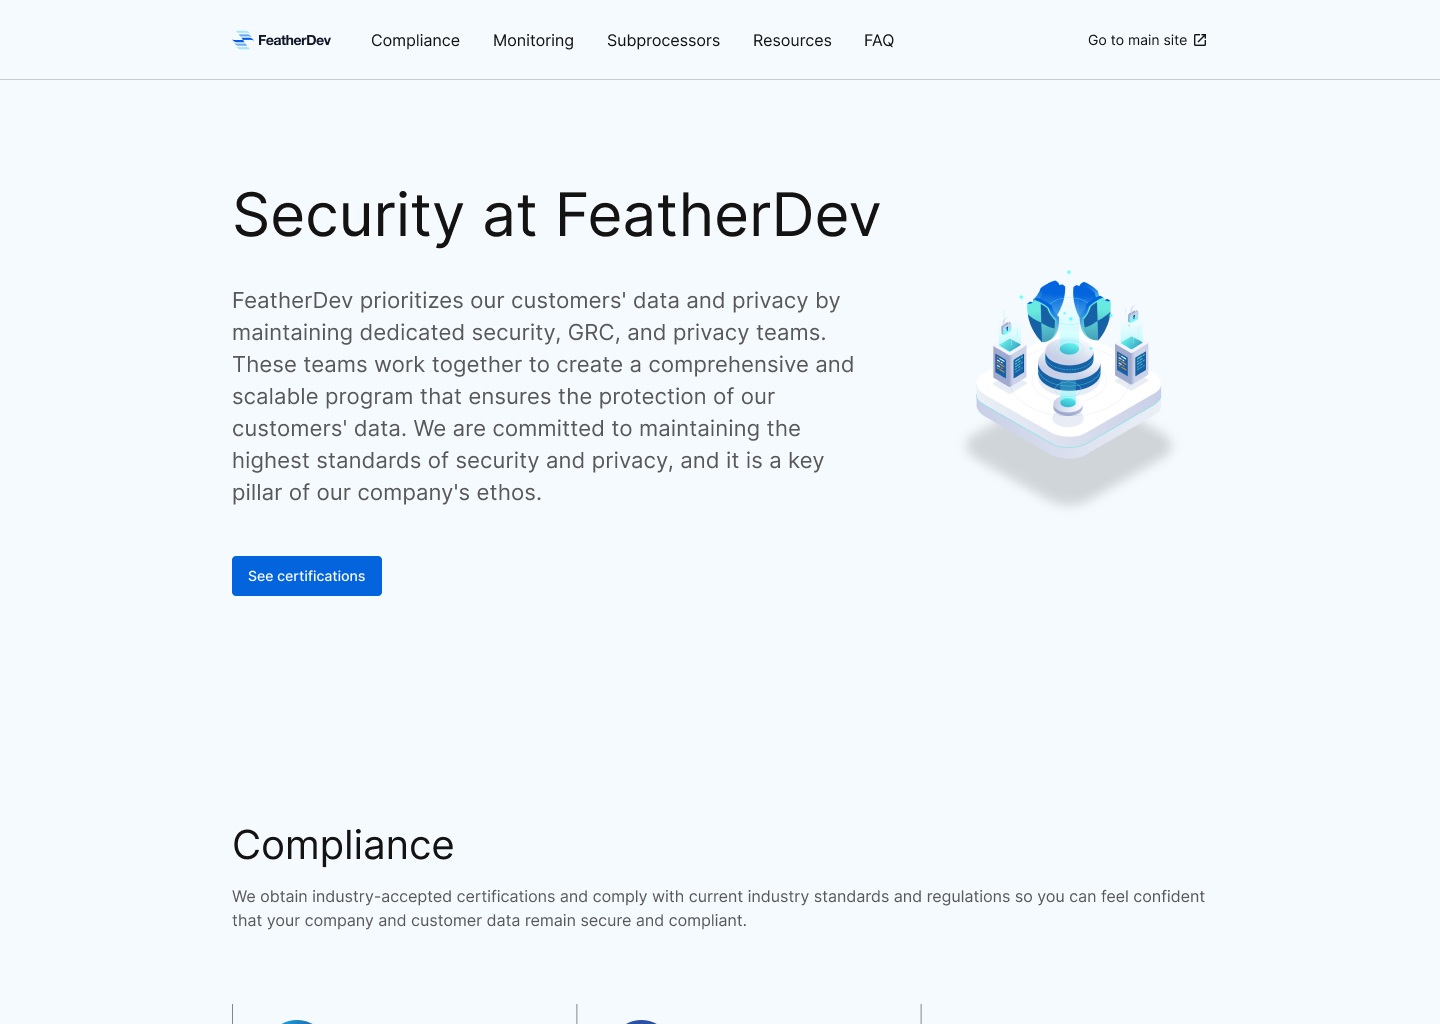 FeatherDev
Compliance
Monitoring
Subprocessors
Resources
FAQ
Go to main site
Security at FeatherDev
FeatherDev prioritizes our customers' data and privacy by
maintaining dedicated security, GRC, and privacy teams.
These teams work together to create a comprehensive and
scalable program that ensures the protection of our
customers' data. We are committed to maintaining the
highest standards of security and privacy, and it is a key
pillar of our company's ethos.
See certifications
Compliance
We obtain industry-accepted certifications and comply with current industry standards and regulations so you can feel confident
that your company and customer data remain secure and compliant.